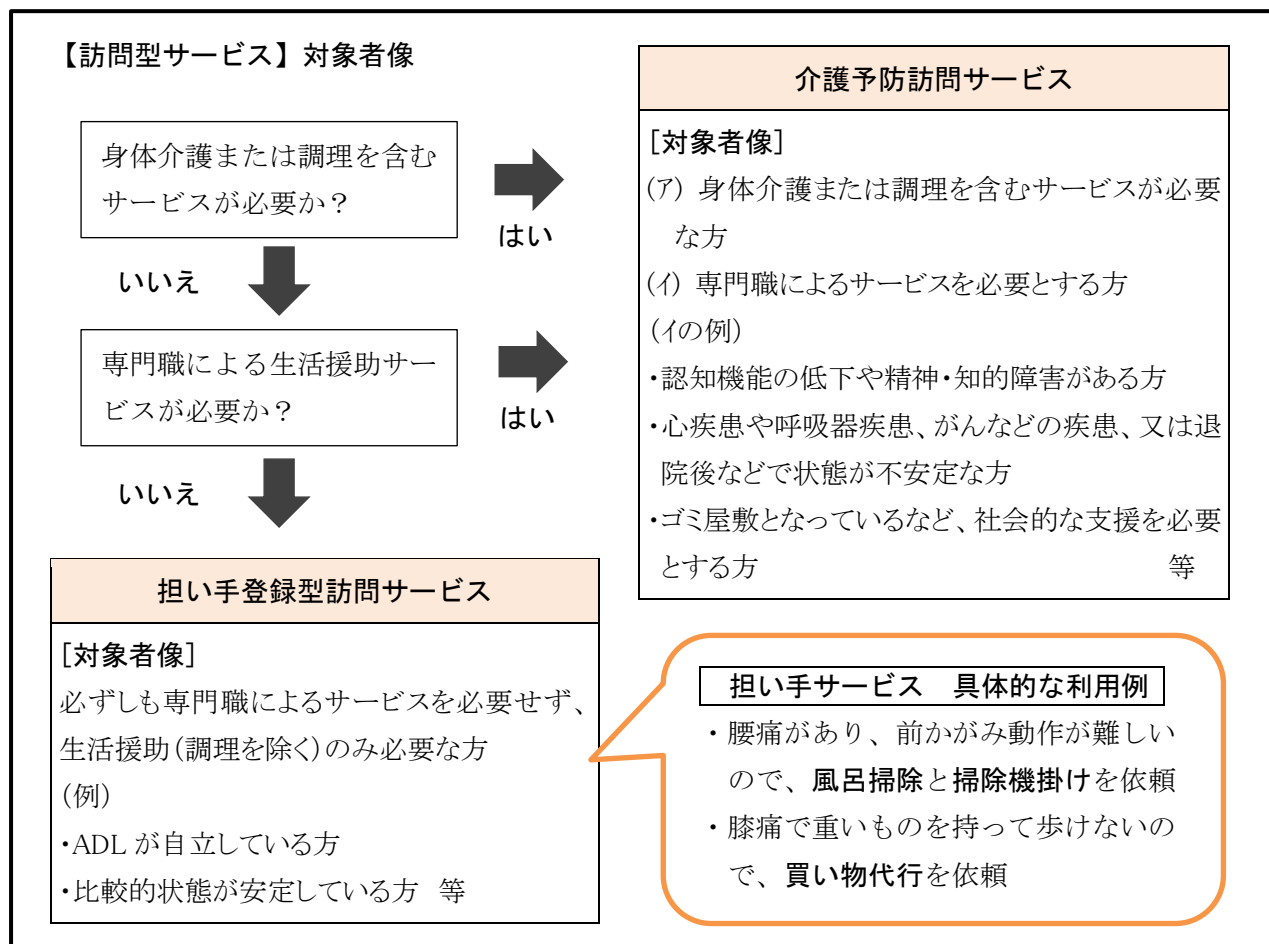 【訪問型サービス】対象者像
身体介護または調理を含む
サービスが必要か？
はい
いいえ
専門職による生活援助サー
ビスが必要か？
はい
いいえ
介護予防訪問サービス
［対象者像］
(ア) 身体介護または調理を含むサービスが必要
な方
(イ) 専門職によるサービスを必要とする方
(イの例)
・認知機能の低下や精神・知的障害がある方
・心疾患や呼吸器疾患、がんなどの疾患、又は退
院後などで状態が不安定な方
・ゴミ屋敷となっているなど、社会的な支援を必要
とする方 等
担い手登録型訪問サービス
［対象者像］
必ずしも専門職によるサービスを必要せず、
生活援助(調理を除く)のみ必要な方
(例)
・ADL が自立している方
・比較的状態が安定している方 等
担い手サービス 具体的な利用例
・腰痛があり、前かがみ動作が難しい
ので、風呂掃除と掃除機掛けを依頼
・膝痛で重いものを持って歩けないの
で、買い物代行を依頼